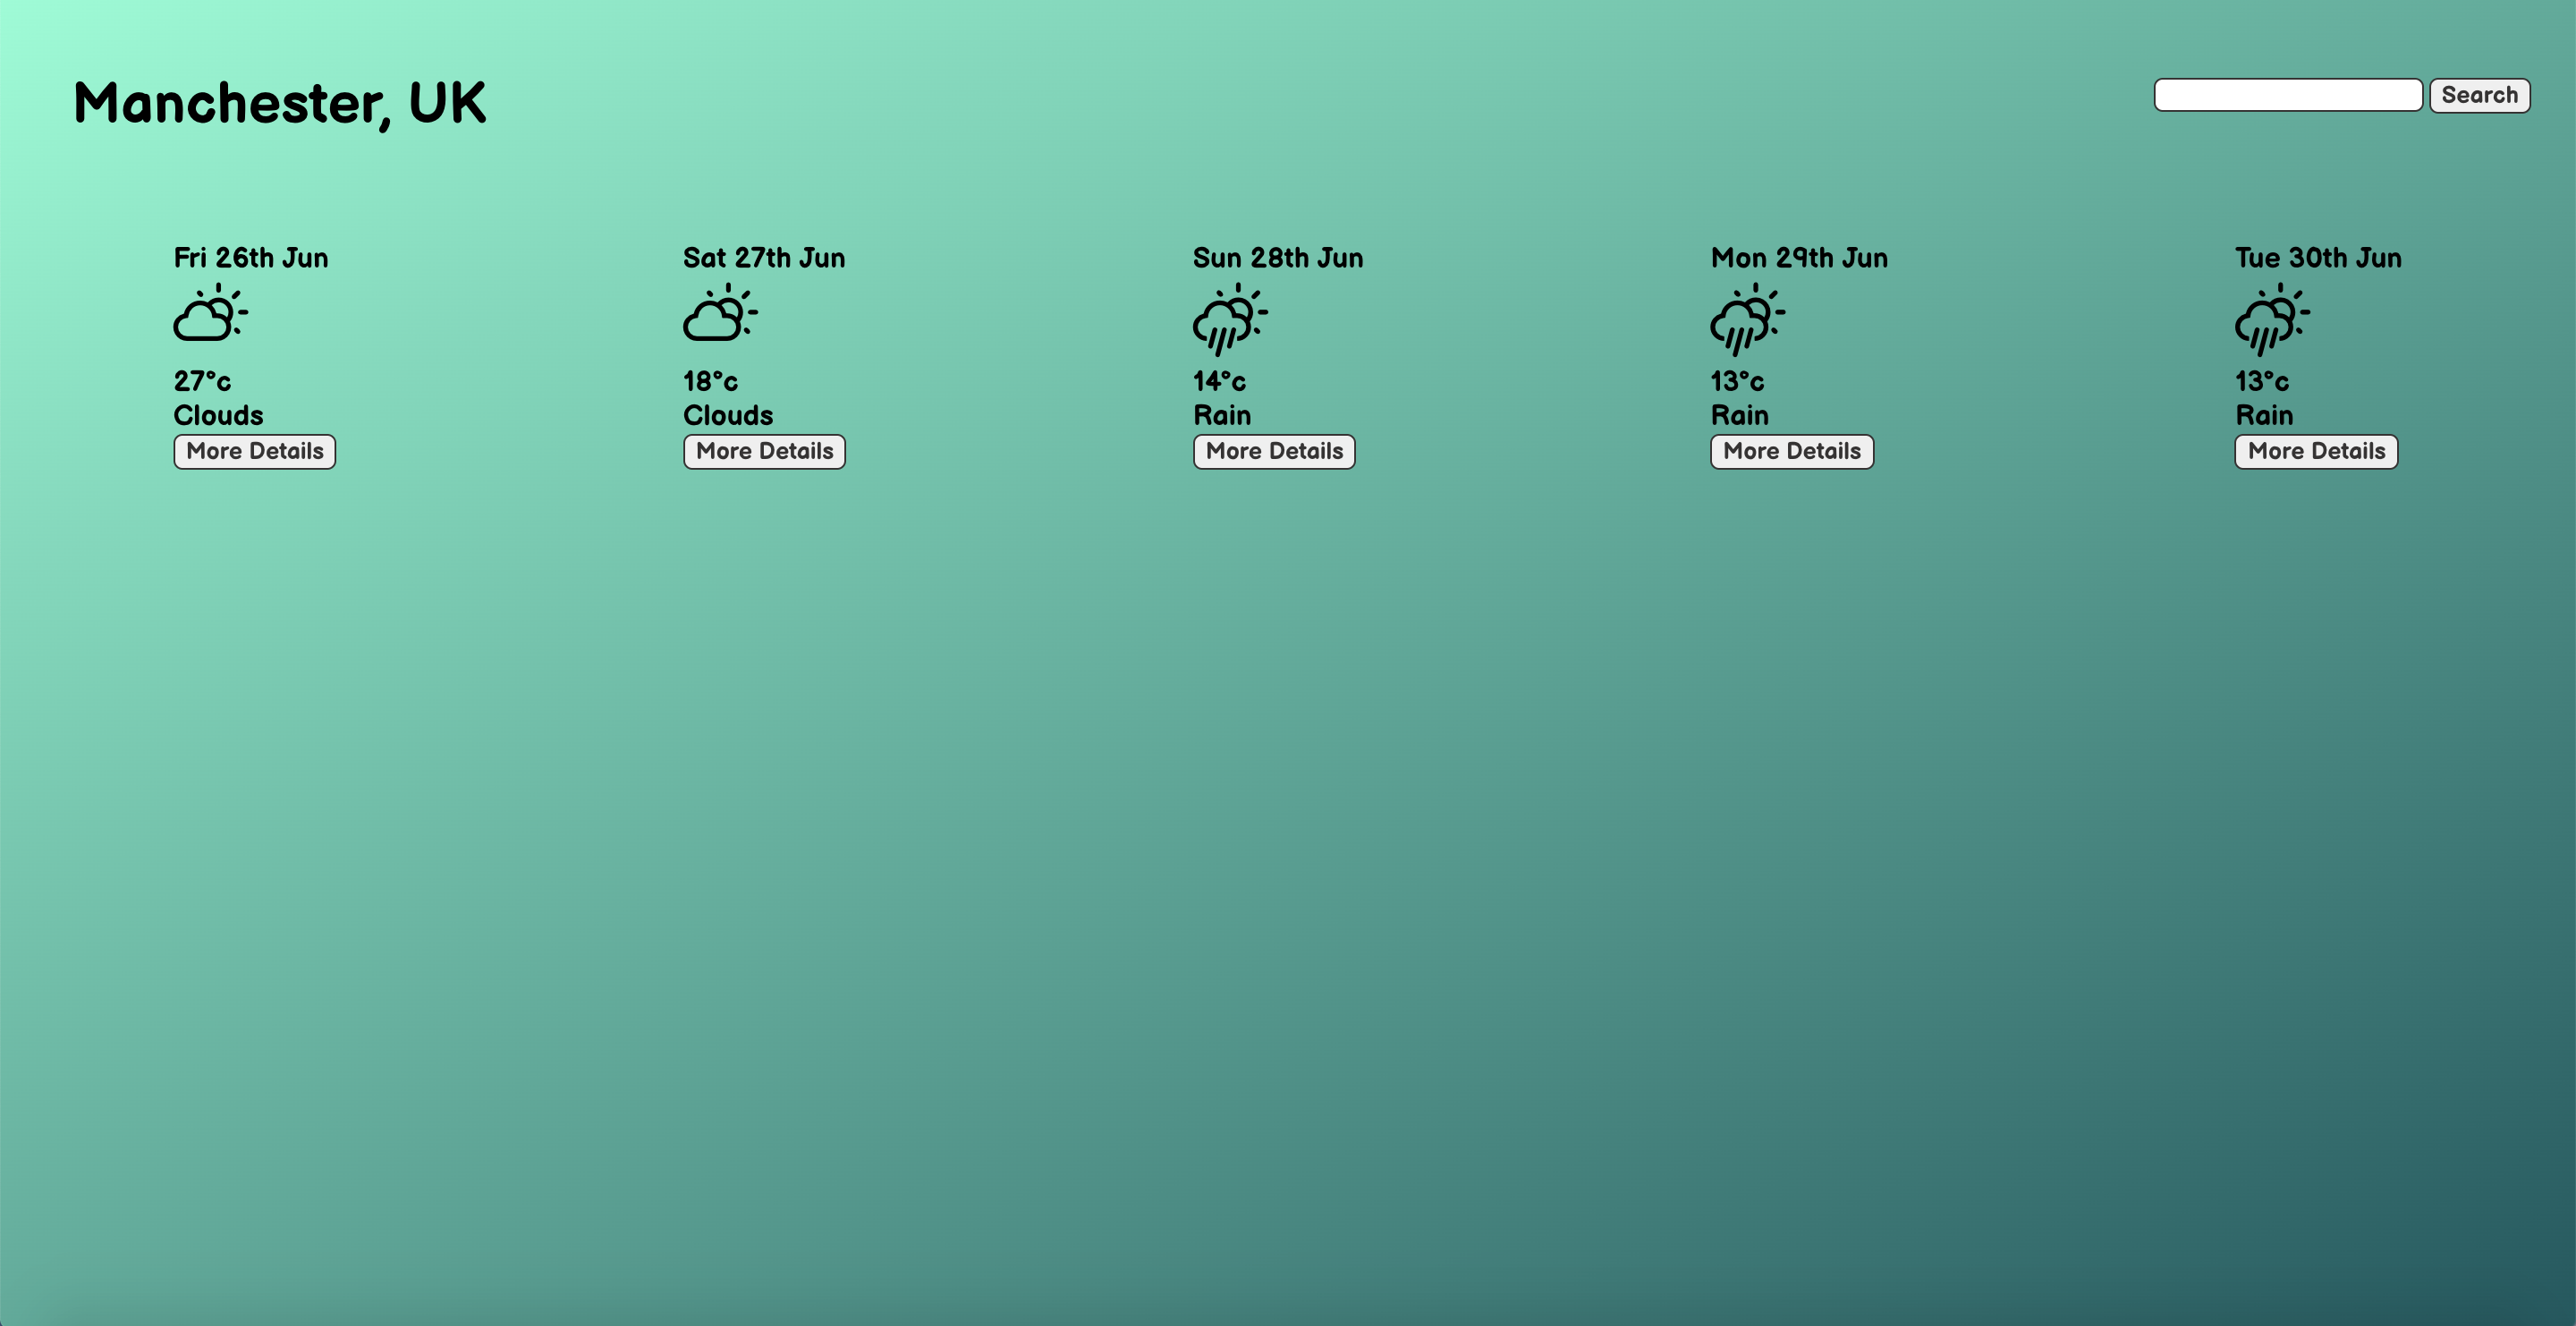 Manchester, UK
Search
Fri 26th Jun
27°c
Clouds
More Details
Sat 27th Jun
18°c
Clouds
More Details
Sun 28th Jun
14°c
Rain
More Details
Mon 29th Jun
13°c
Rain
More Details
Tue 30th Jun
13°c
Rain
More Details